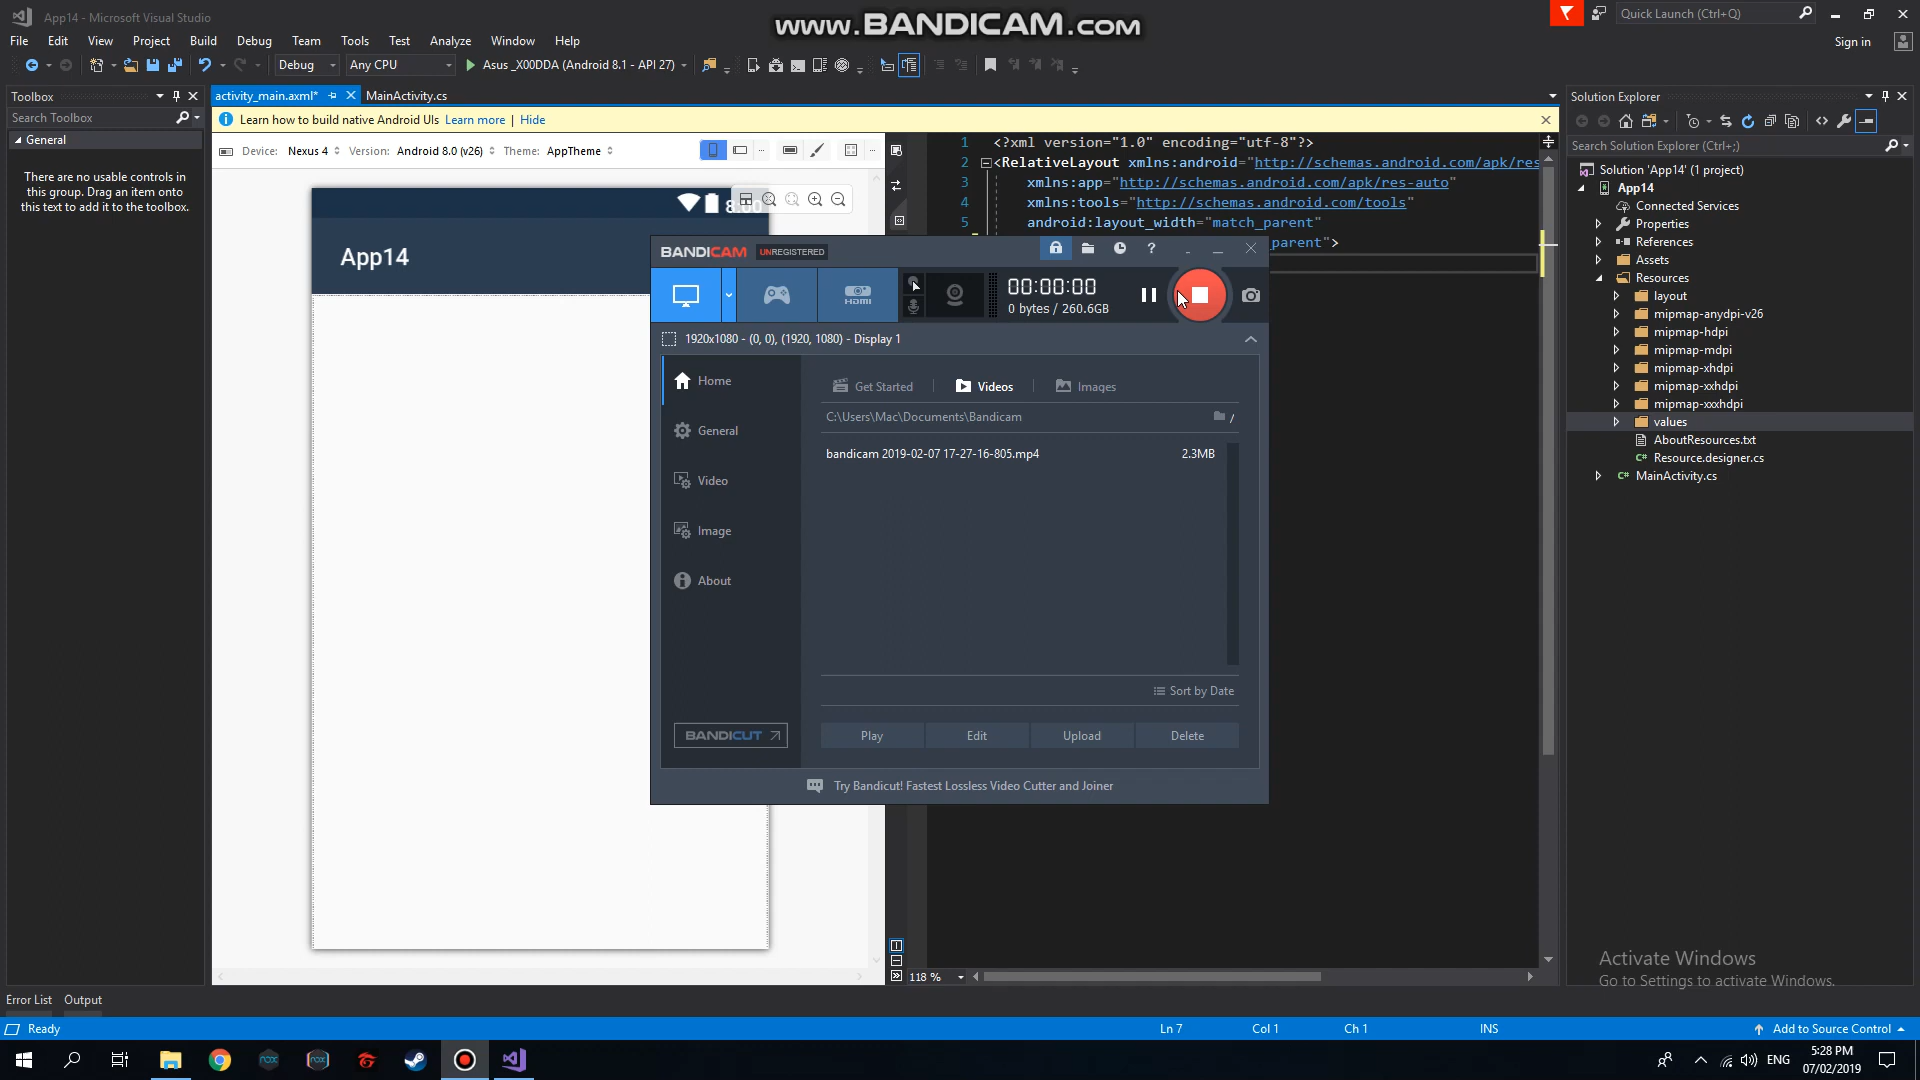 App14 - Microsoft Visual Studio
www.BANDICAM.com
Quick Launch (Ctrl+Q)
File Edit View Project Build Debug Team Tools Test Analyze Window Help
Sign in
Debug Any CPU Asus _X00DDA (Android 8.1 - API 27)
Toolbox
activity_main.axml* MainActivity.cs
Solution Explorer
Search Toolbox
Learn how to build native Android UIs Learn more | Hide
General
There are no usable controls in
this group. Drag an item onto
this text to add it to the toolbox.
Device: Nexus 4 Version: Android 8.0 (v26) Theme: AppTheme
App14
1 <?xml version="1.0" encoding="utf-8"?>
2 <RelativeLayout xmlns:android="http://schemas.android.com/apk/res
3 xmlns:app="http://schemas.android.com/apk/res-auto"
4 xmlns:tools="http://schemas.android.com/tools"
5 android:layout_width="match_parent"
_parent">
BANDICAM UNREGISTERED
HDMI
00:00:00
0 bytes / 260.6GB
1920x1080 - (0, 0), (1920, 1080) - Display 1
Home
General
Video
Image
About
Get Started Videos Images
C:\Users\Mac\Documents\Bandicam
bandicam 2019-02-07 17-27-16-805.mp4 2.3MB
Sort by Date
BANDICUT
Play Edit Upload Delete
Try Bandicut! Fastest Lossless Video Cutter and Joiner
Search Solution Explorer (Ctrl+;)
Solution 'App14' (1 project)
App14
Connected Services
Properties
References
Assets
Resources
layout
mipmap-anydpi-v26
mipmap-hdpi
mipmap-mdpi
mipmap-xhdpi
mipmap-xxhdpi
mipmap-xxxhdpi
values
AboutResources.txt
Resource.designer.cs
MainActivity.cs
Activate Windows
Go to Settings to activate Windows.
118 %
Error List Output
Ready
Ln 7 Col 1 Ch 1 INS
Add to Source Control
ENG
5:28 PM
07/02/2019